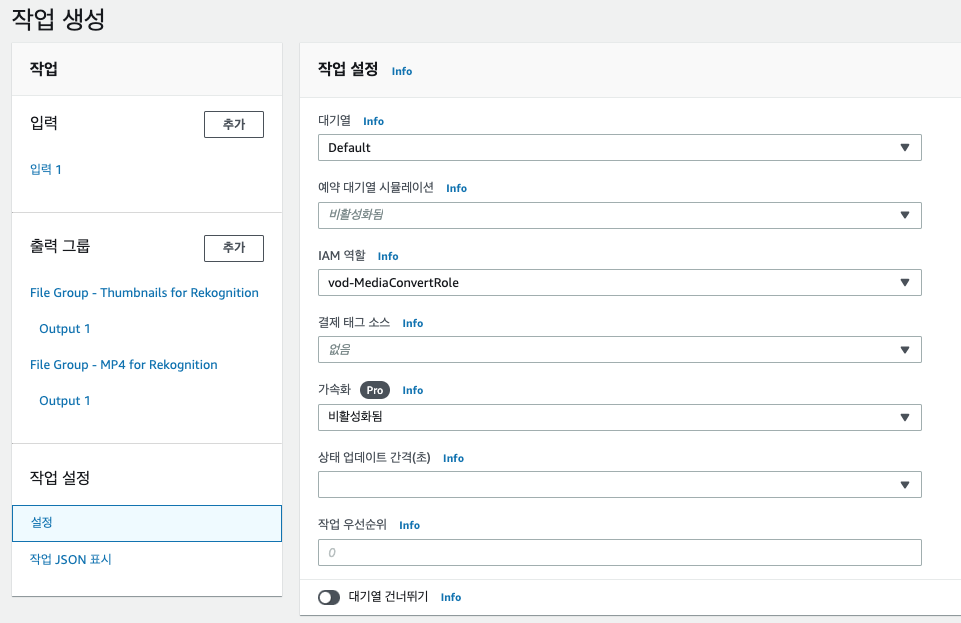 작업 생성
작업
입력
추가
입력 1
출력 그룹
추가
File Group - Thumbnails for Rekognition
Output 1
File Group - MP4 for Rekognition
Output 1
작업 설정
설정
작업 JSON 표시
작업 설정 Info
대기열 Info
Default
예약 대기열 시뮬레이션 Info
비활성화됨
IAM 역할 Info
vod-MediaConvertRole
결제 태그 소스 Info
없음
가속화 Pro Info
비활성화됨
상태 업데이트 간격(초) Info
작업 우선순위 Info
0
대기열 건너뛰기 Info